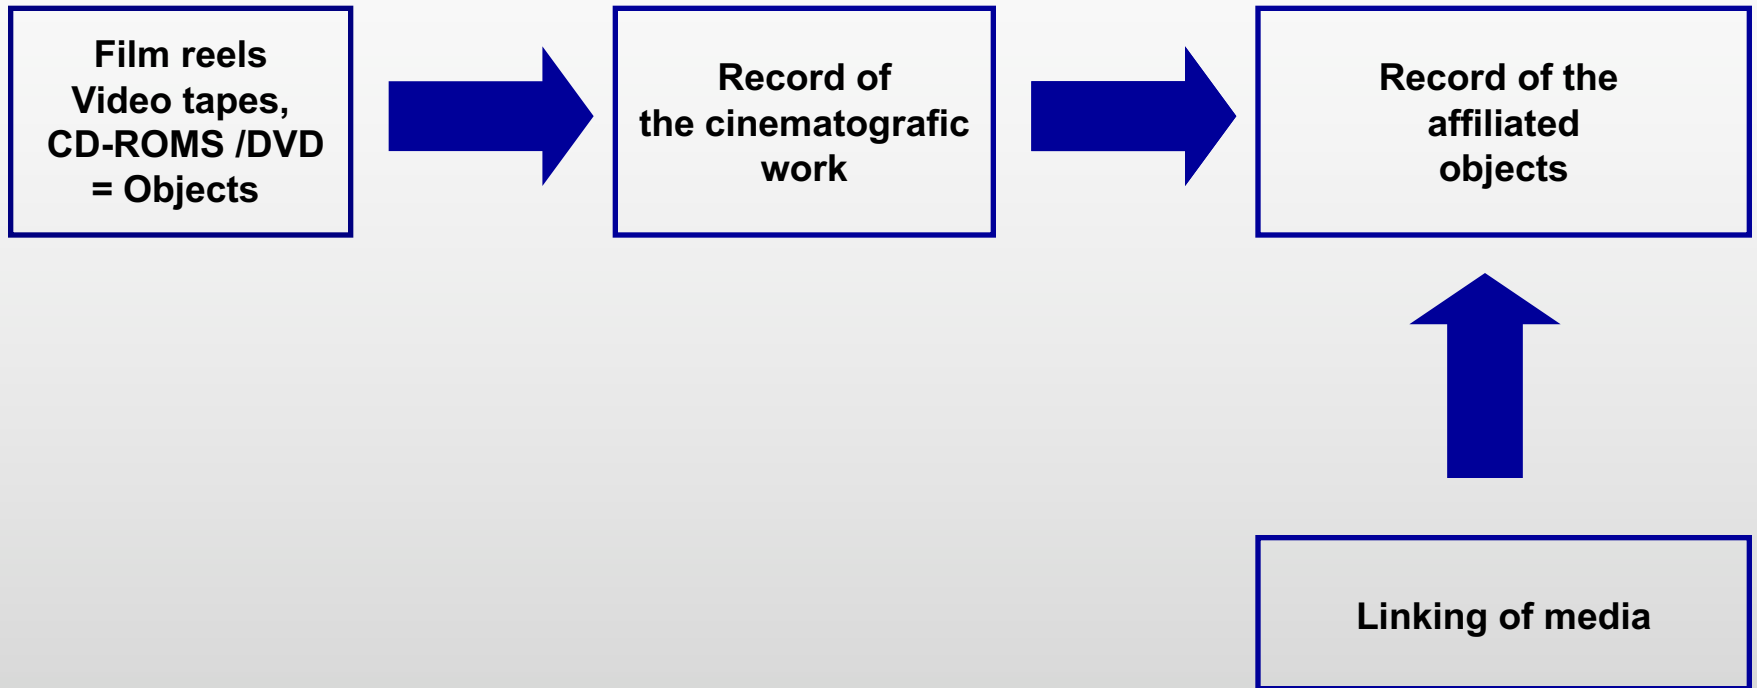 Film reels
Video tapes,
CD-ROMS /DVD
= Objects
Record of
the cinematografic
work
Record of the
affiliated
objects
Linking of media